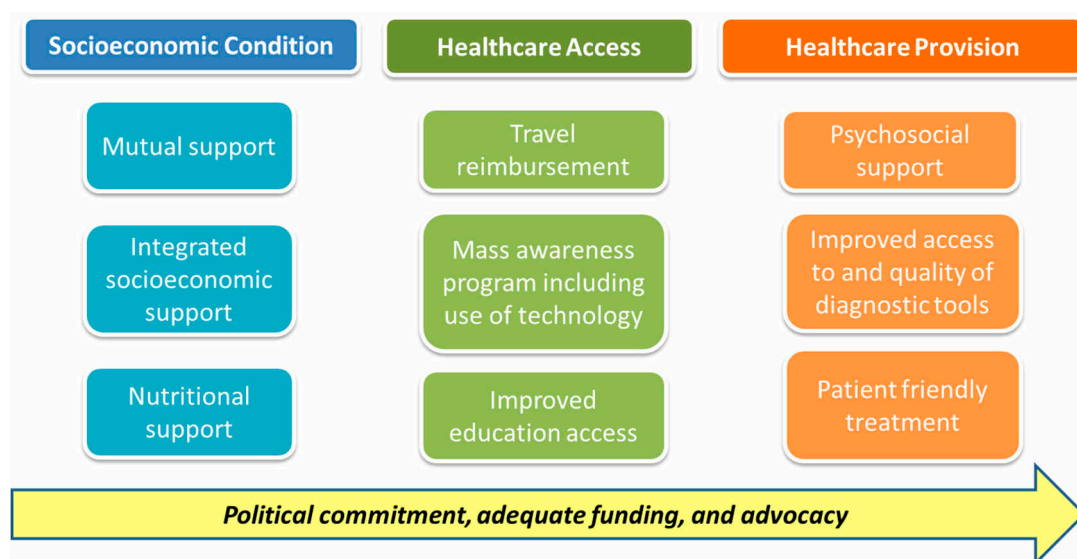 Socioeconomic Condition
Healthcare Access
Healthcare Provision
Mutual support
Travel
reimbursement
Psychosocial
support
Integrated
socioeconomic
support
Mass awareness
program including
use of technology
Improved access
to and quality of
diagnostic tools
Nutritional
support
Improved
education access
Patient friendly
treatment
Political commitment, adequate funding, and advocacy